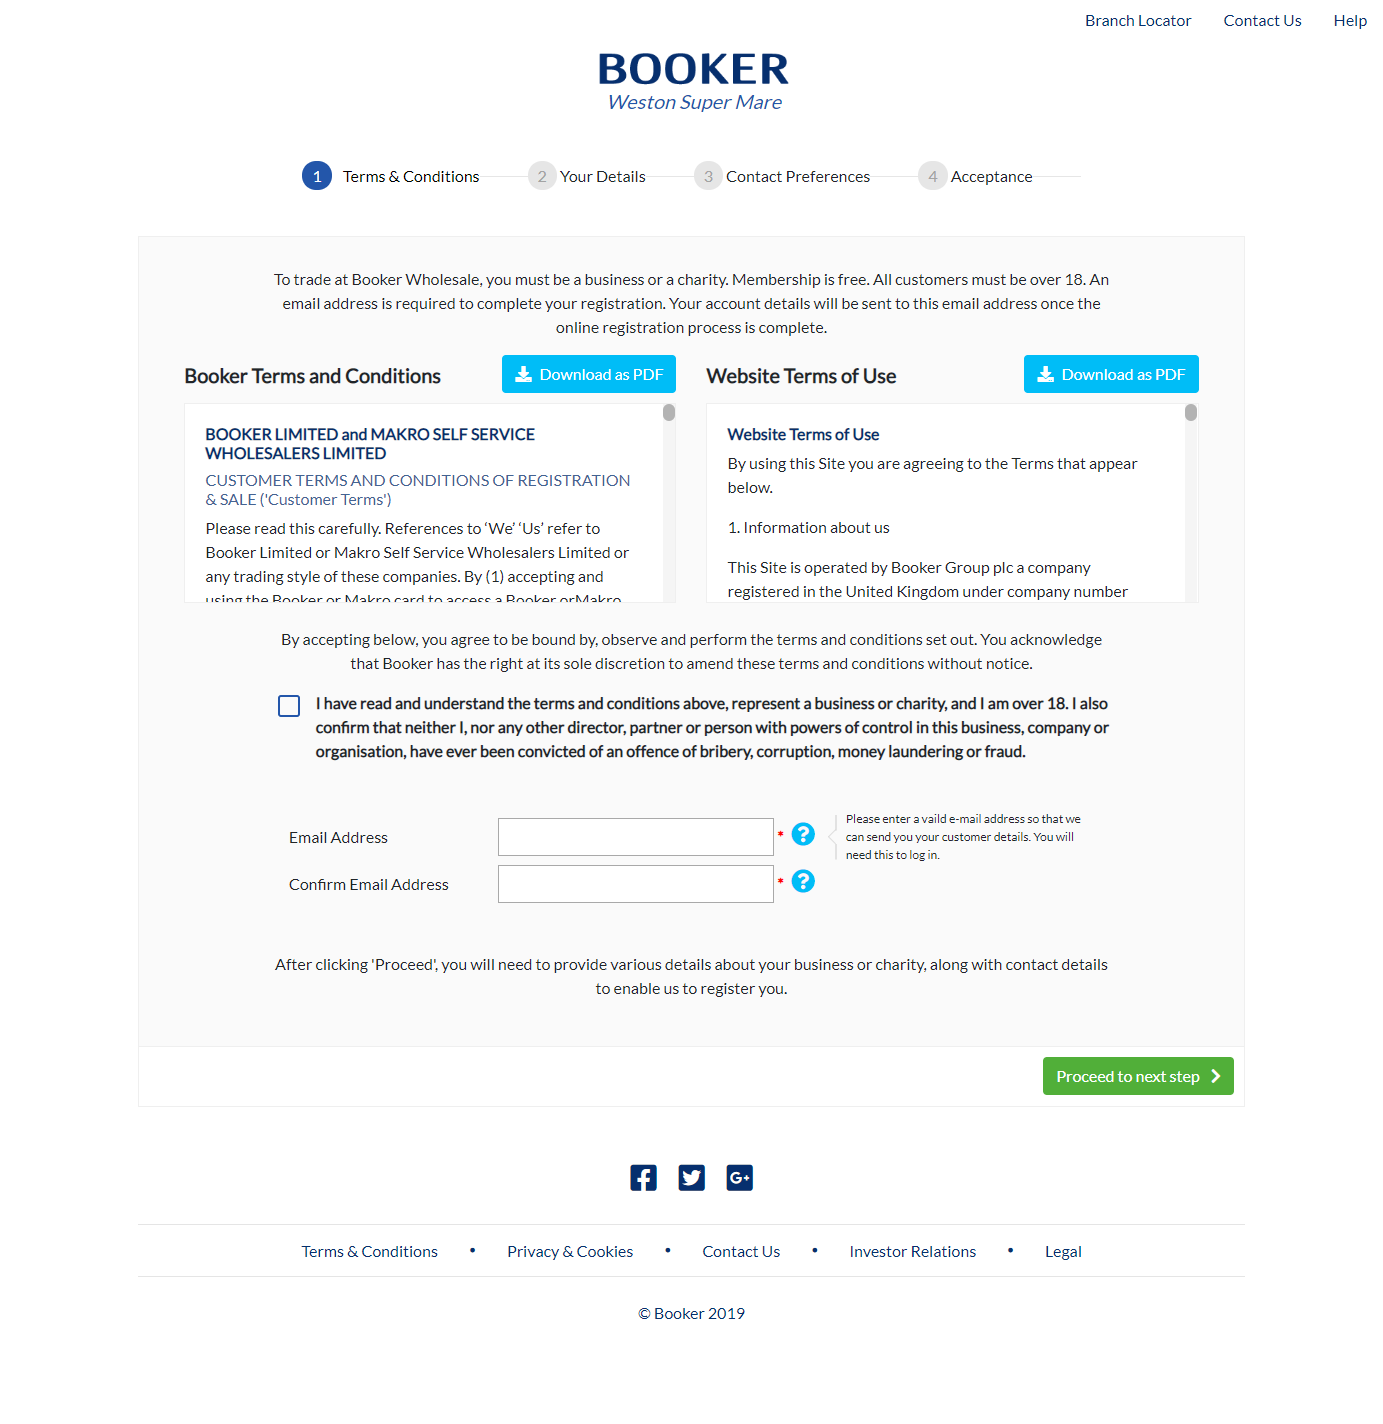 Branch Locator Contact Us Help
BOOKER
Weston Super Mare
1 Terms & Conditions 2 Your Details 3 Contact Preferences 4 Acceptance
To trade at Booker Wholesale, you must be a business or a charity. Membership is free. All customers must be over 18. An
email address is required to complete your registration. Your account details will be sent to this email address once the
online registration process is complete.
Booker Terms and Conditions
Download as PDF
BOOKER LIMITED and MAKRO SELF SERVICE
WHOLESALERS LIMITED
CUSTOMER TERMS AND CONDITIONS OF REGISTRATION
& SALE ('Customer Terms')
Please read this carefully. References to ‘We’ ‘Us’ refer to
Booker Limited or Makro Self Service Wholesalers Limited or
any trading style of these companies. By (1) accepting and
using the Booker or Makro card to access a Booker orMakro
Website Terms of Use
Download as PDF
Website Terms of Use
By using this Site you are agreeing to the Terms that appear
below.
1. Information about us
This Site is operated by Booker Group plc a company
registered in the United Kingdom under company number
By accepting below, you agree to be bound by, observe and perform the terms and conditions set out. You acknowledge
that Booker has the right at its sole discretion to amend these terms and conditions without notice.
I have read and understand the terms and conditions above, represent a business or charity, and I am over 18. I also
confirm that neither I, nor any other director, partner or person with powers of control in this business, company or
organisation, have ever been convicted of an offence of bribery, corruption, money laundering or fraud.
Email Address * ?
Please enter a vaild e-mail address so that we
can send you your customer details. You will
need this to log in.
Confirm Email Address * ?
After clicking 'Proceed', you will need to provide various details about your business or charity, along with contact details
to enable us to register you.
Proceed to next step
Terms & Conditions • Privacy & Cookies • Contact Us • Investor Relations • Legal
© Booker 2019